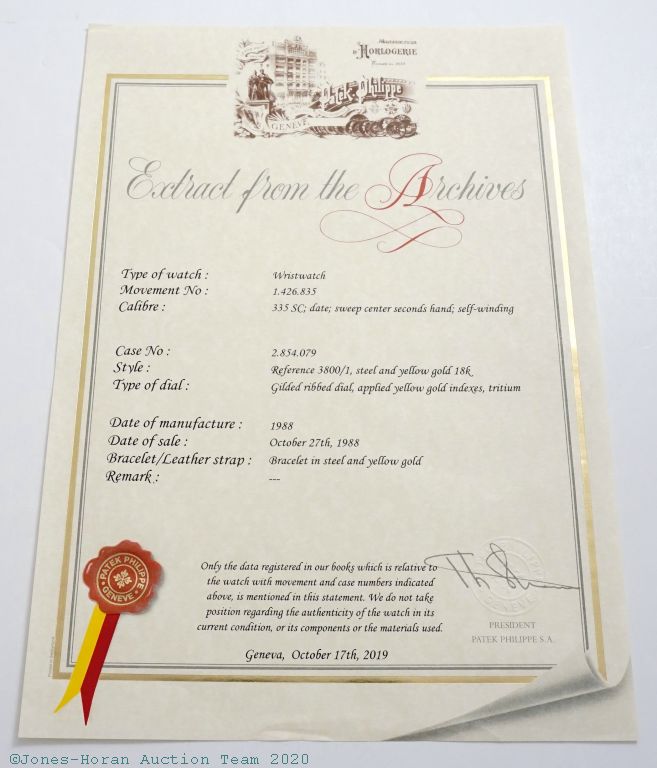 Manufacture
D'HORLOGERIE
Patek Philippe
GENÈVE
Extract from the Archives
Type of watch : Wristwatch
Movement No : 1.426.835
Calibre : 335 SC; date; sweep center seconds hand; self-winding
Case No : 2.854.079
Style : Reference 3800/1, steel and yellow gold 18k
Type of dial : Gilded ribbed dial, applied yellow gold indexes, tritium
Date of manufacture : 1988
Date of sale : October 27th, 1988
Bracelet/Leather strap : Bracelet in steel and yellow gold
Remark : ---
Only the data registered in our books which is relative to
the watch with movement and case numbers indicated
above, is mentioned in this statement. We do not take
position regarding the authenticity of the watch in its
current condition, or its components or the materials used.
PATEK PHILIPPE
GENEVE
GENEVE
PRESIDENT
PATEK PHILIPPE S.A.
Geneva, October 17th, 2019
©Jones-Horan Auction Team 2020